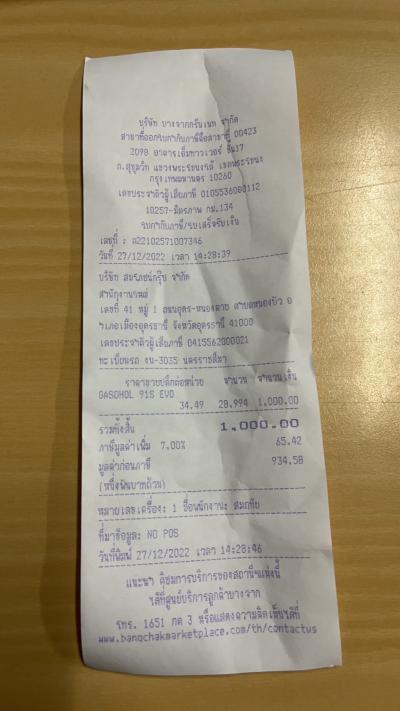 บริษัท บางจากกรีนเนท จำกัด
สาขาที่ออกใบกำกับภาษีคือสาขาที่ 00423
2098 อาคารเอ็มทาวเวอร์ ชั้น7
ถ.สุขุมวิท แขวงพระโขนงใต้ เขตพระโขนง
กรุงเทพมหานคร 10260
เลขประจำตัวผู้เสียภาษี 0105536088112
10257-มิตรภาพ กม.134
ใบกำกับภาษี/ใบเสร็จรับเงิน
เลขที่ : 22102571007346
วันที่ 27/12/2022 เวลา 14:28:39
บริษัท จำกัด
สำนักงานใหญ่
เลขที่ 41 หมู่ 1 ถนนอุดร-หนองคาย ตำบลหนองบัว อ
ำเภอเมืองอุดรธานี จังหวัดอุดรธานี 41000
เลขประจำตัวผู้เสียภาษี 0415562000021
ทะเบียนรถ งบ-3035 นครราชสีมา
ราคาขายปลีกต่อหน่วย จำนวน จำนวนเงิน
GASOHOL 91S EVO
34.49 28.994 1,000.00
รวมทั้งสิ้น 1,000.00
ภาษีมูลค่าเพิ่ม 7.00% 65.42
มูลค่าก่อนภาษี 934.58
(หนึ่งพันบาทถ้วน)
หมายเลขเครื่อง: 1 ชื่อพนักงาน: สมหทัย
ที่มาข้อมูล: NO POS
วันที่พิมพ์ 27/12/2022 เวลา 14:28:46
แนะนำ ติชมการบริการของสถานีฯแห่งนี้
ได้ที่ศูนย์บริการลูกค้าบางจาก
โทร. 1651 กด 3 หรือแสดงความคิดเห็นได้ที่
www.bangchakmarketplace.com/th/contactus